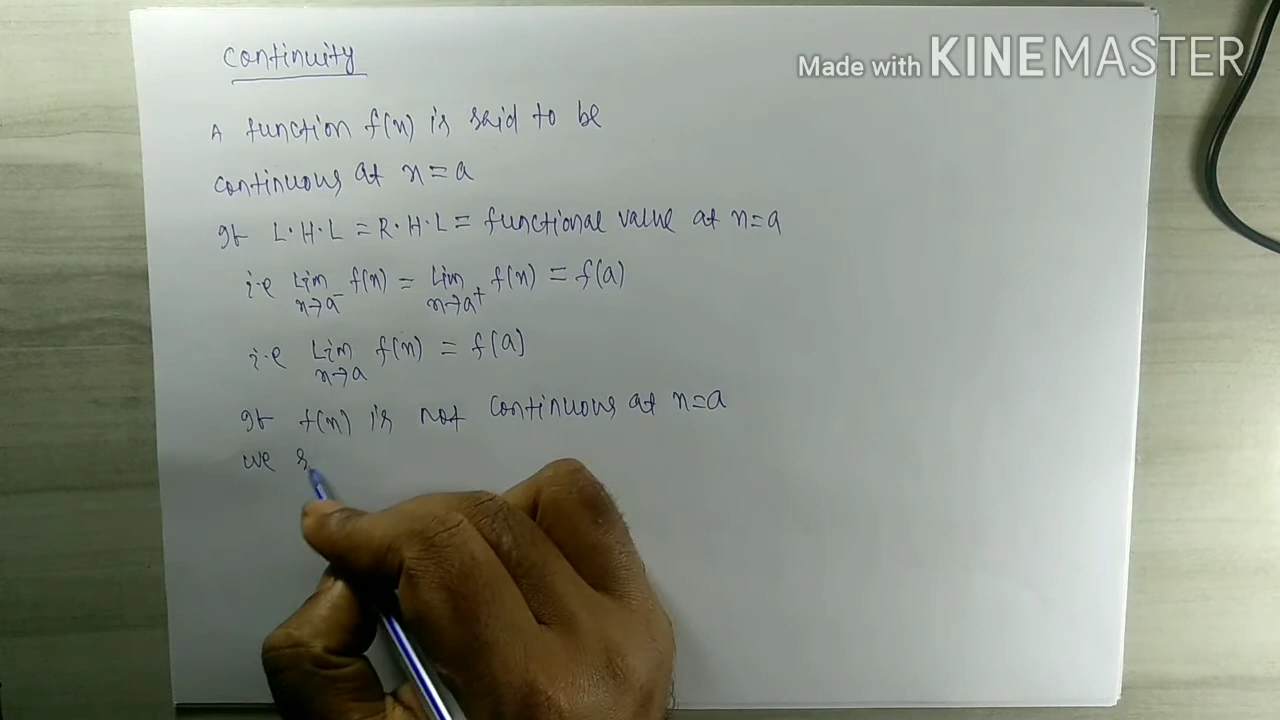 continuity
Made with KINEMASTER
A function f(x) is said to be
continuous at x = a
If L.H.L = R.H.L = functional value at x=a
i.e Lim x→a⁻ f(x) = Lim x→a⁺ f(x) = f(a)
i.e Lim x→a f(x) = f(a)
If f(x) is not continuous at x=a
we s